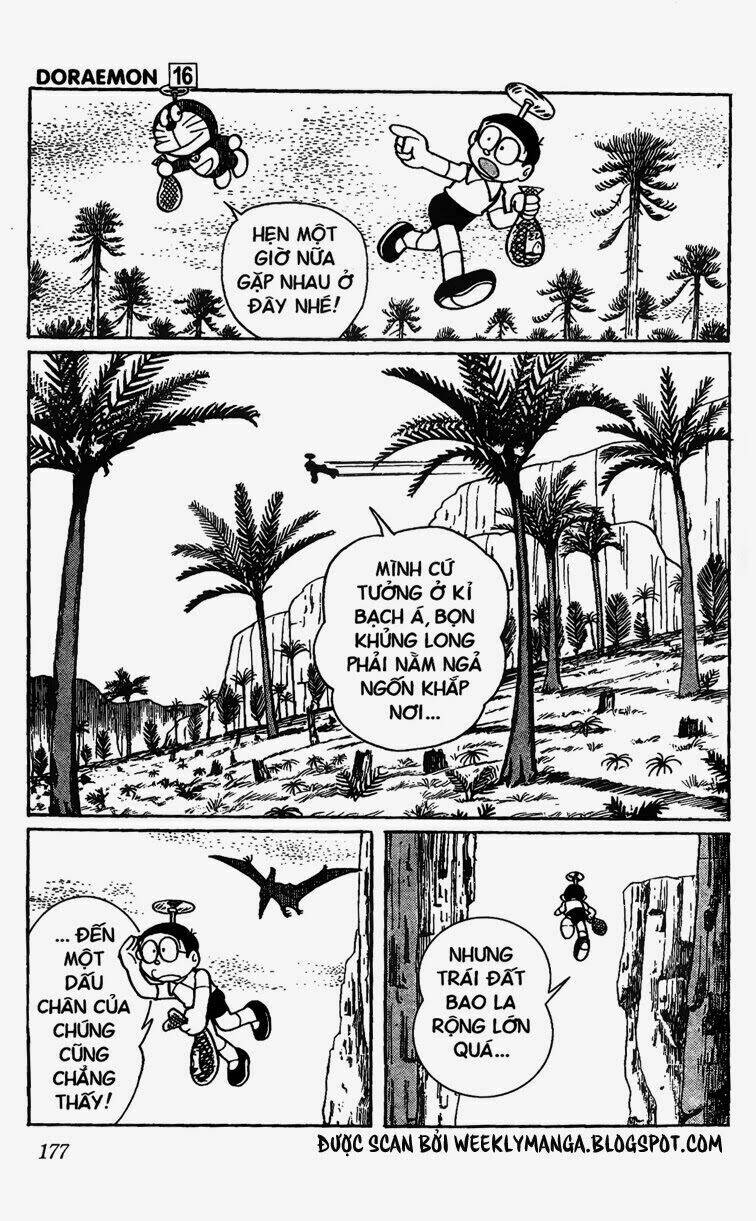 DORAEMON 16
HẸN MỘT
GIỜ NỮA
GẶP NHAU Ở
ĐÂY NHÉ!
MÌNH CỨ
TƯỞNG Ở KỈ
BẠCH Á, BỌN
KHỦNG LONG
PHẢI NẰM NGẢ
NGỐN KHẮP
NƠI...
NHƯNG
TRÁI ĐẤT
BAO LA
RỘNG LỚN
QUÁ...
... ĐẾN
MỘT
DẤU
CHÂN CỦA
CHÚNG
CŨNG
CHẲNG
THẤY!
177
ĐƯỢC SCAN BỞI WEEKLYMANGA.BLOGSPOT.COM